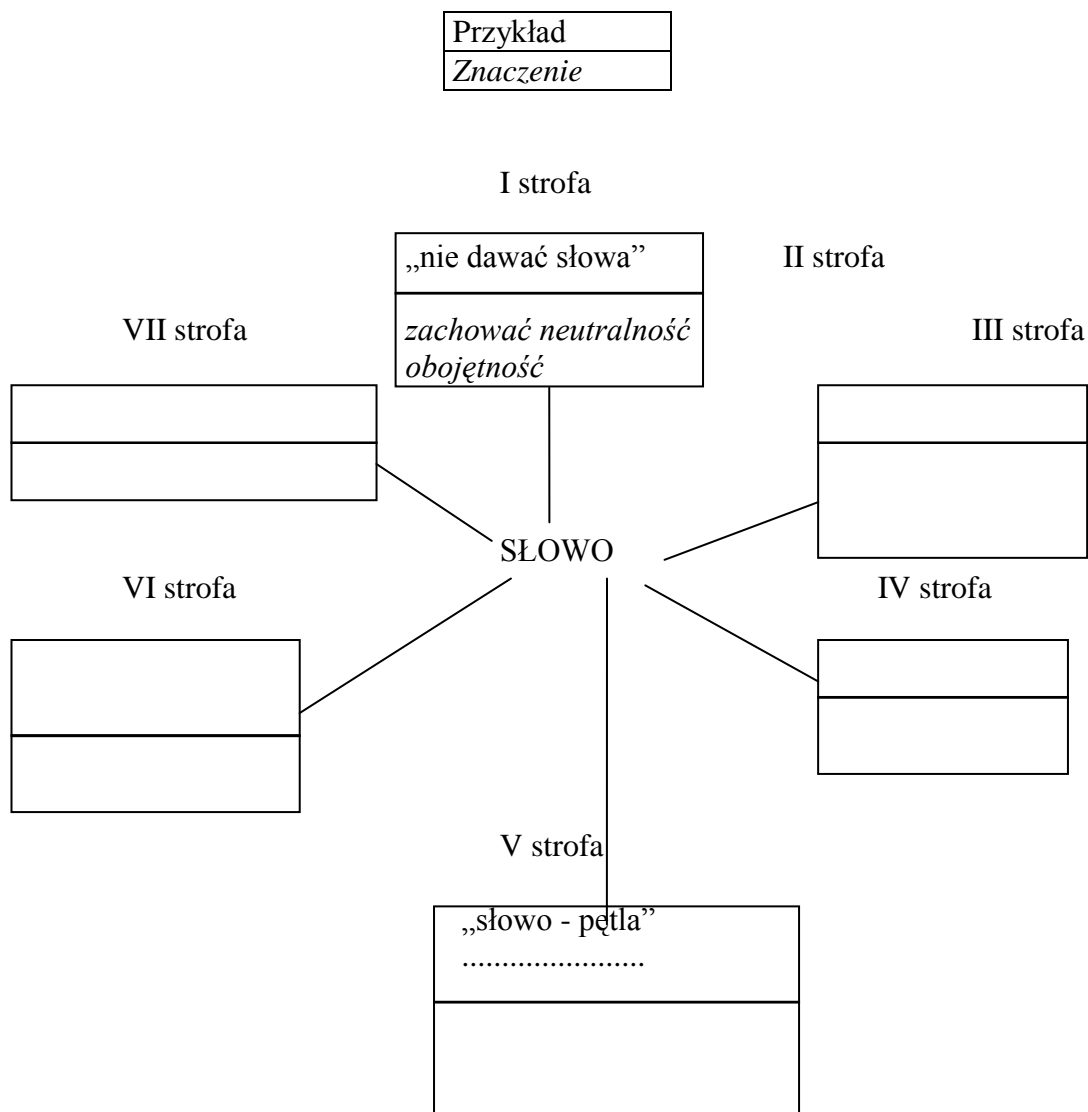 Przykład
Znaczenie
I strofa
„nie dawać słowa”
II strofa
zachować neutralność
obojętność
VII strofa
III strofa
SŁOWO
VI strofa
IV strofa
V strofa
„słowo - pętla”
.......................